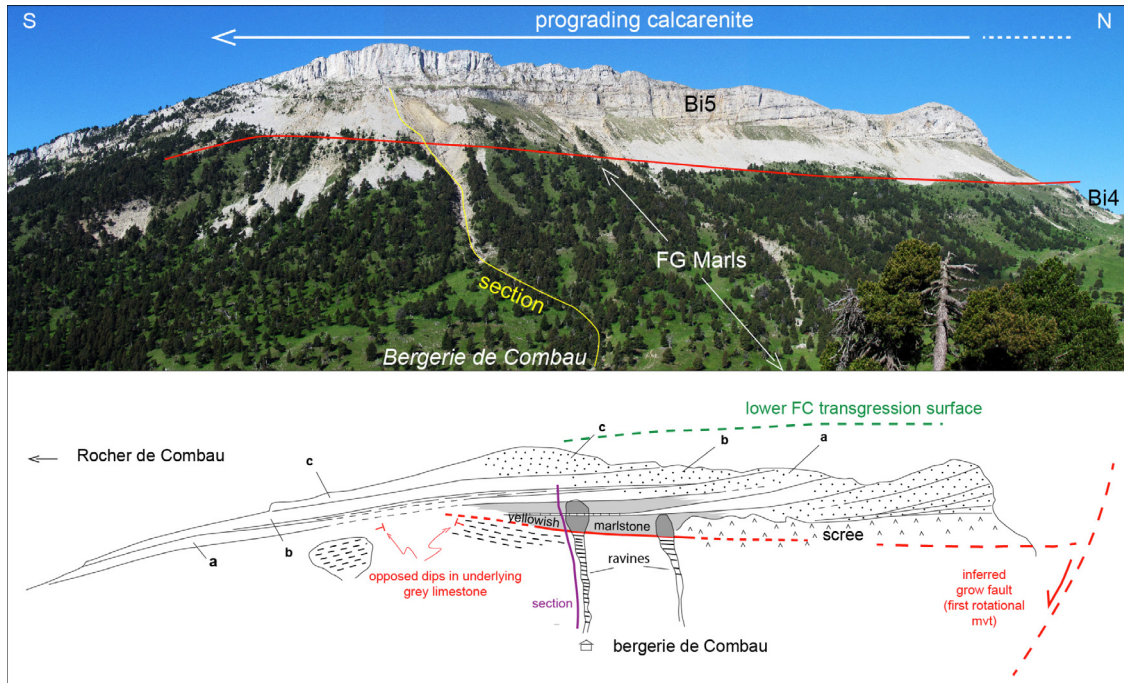 S
prograding calcarenite
N
Bi5
Bi4
FG Marls
section
Bergerie de Combau
lower FC transgression surface
c
b
a
Rocher de Combau
c
yellowish marlstone
scree
b
a
opposed dips in underlying
grey limestone
ravines
section
inferred
grow fault
(first rotational
mvt)
bergerie de Combau